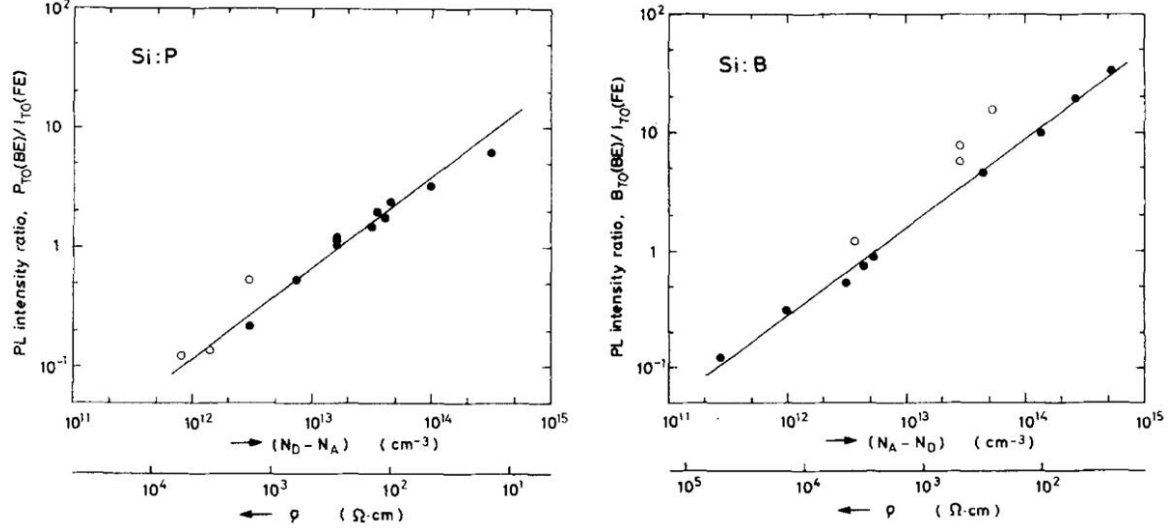 Si:P
PL intensity ratio, P_TO(BE)/I_TO(FE)
10²
10
1
10⁻¹
10¹¹ 10¹² 10¹³ 10¹⁴ 10¹⁵
→ (N_D − N_A) (cm⁻³)
10⁴ 10³ 10² 10¹
← ρ (Ω·cm)
Si:B
PL intensity ratio, B_TO(BE)/I_TO(FE)
10²
10
1
10⁻¹
10¹¹ 10¹² 10¹³ 10¹⁴ 10¹⁵
→ (N_A − N_D) (cm⁻³)
10⁵ 10⁴ 10³ 10²
← ρ (Ω·cm)